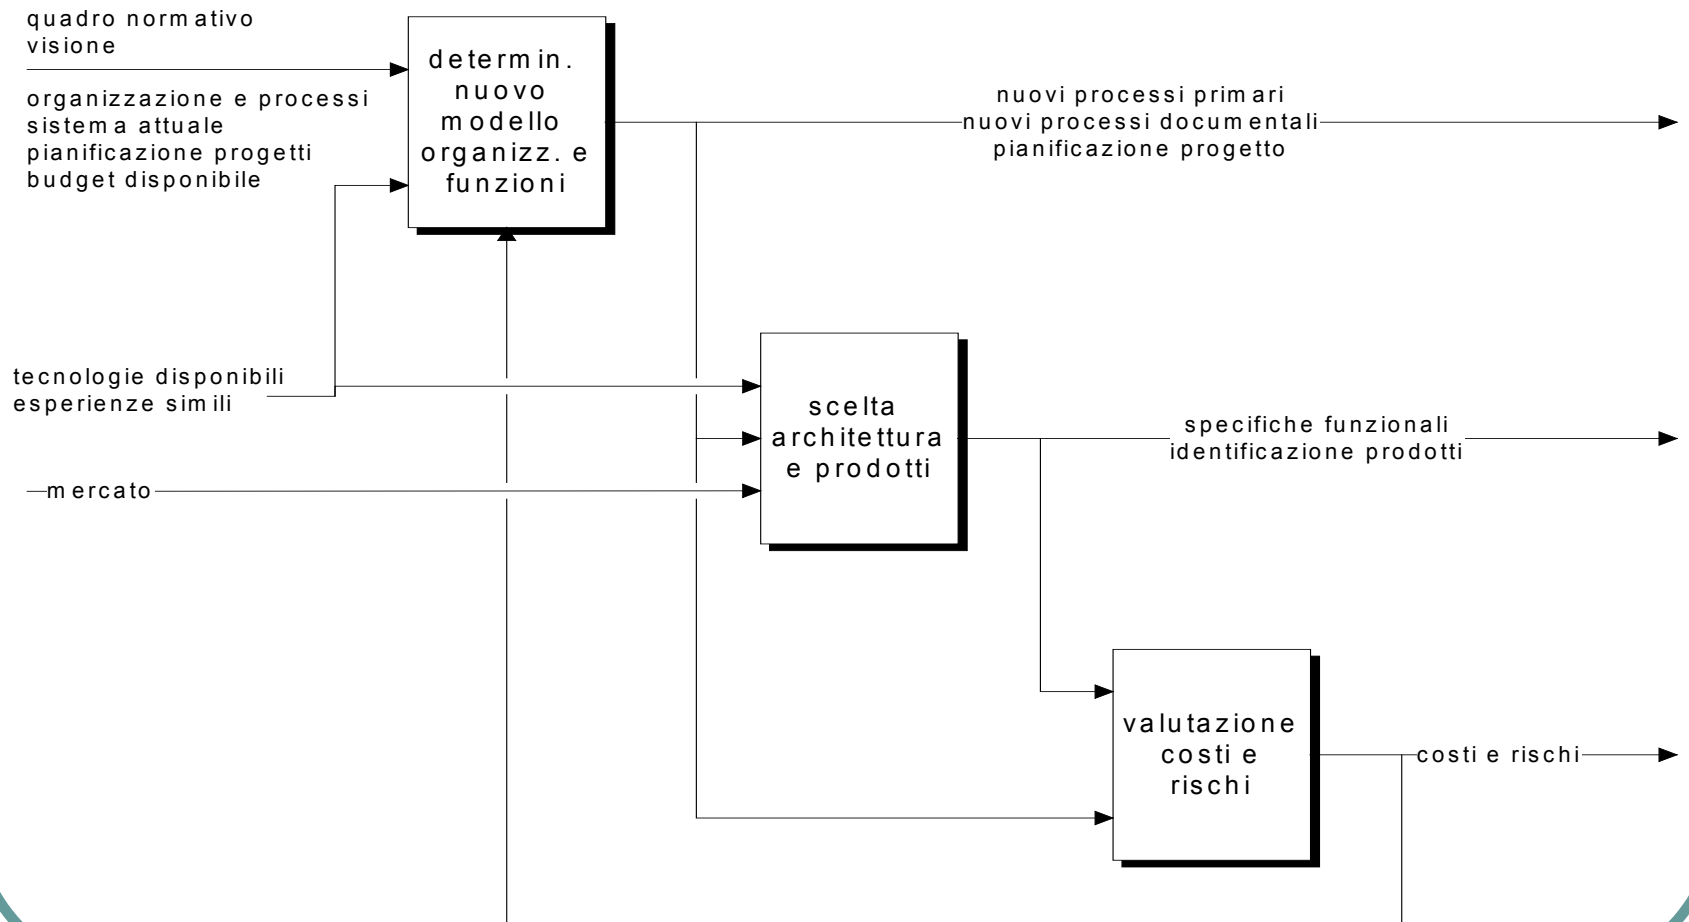 quadro normativo
visione
organizzazione e processi
sistema attuale
pianificazione progetti
budget disponibile
determin.
nuovo
modello
organizz. e
funzioni
nuovi processi primari
nuovi processi documentali
pianificazione progetto
tecnologie disponibili
esperienze simili
mercato
scelta
architettura
e prodotti
specifiche funzionali
identificazione prodotti
valutazione
costi e
rischi
costi e rischi